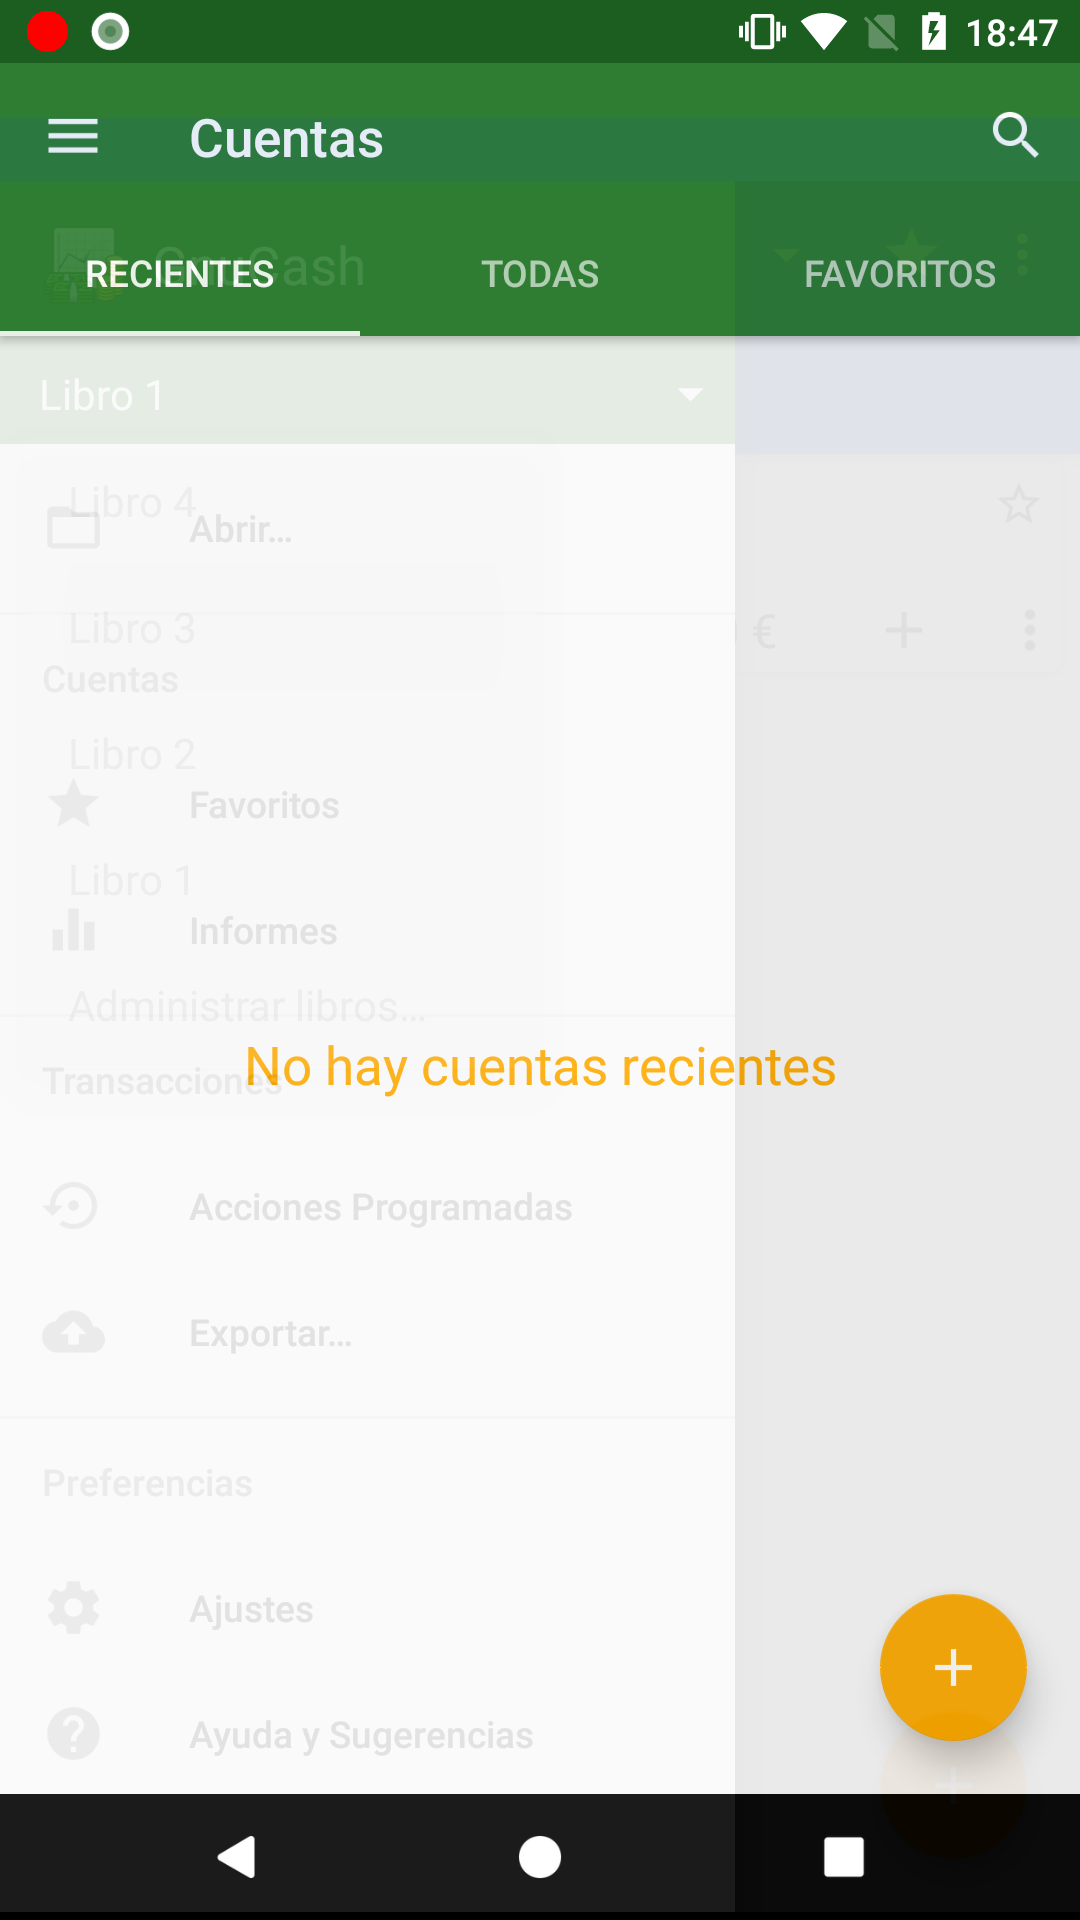 18:47
Cuentas
GnuCash
RECIENTES
TODAS
FAVORITOS
Libro 1
Libro 4
Abrir...
Libro 3
€
Cuentas
Libro 2
Favoritos
Libro 1
Informes
Administrar libros...
No hay cuentas recientes
Transacciones
Acciones Programadas
Exportar...
Preferencias
Ajustes
Ayuda y Sugerencias